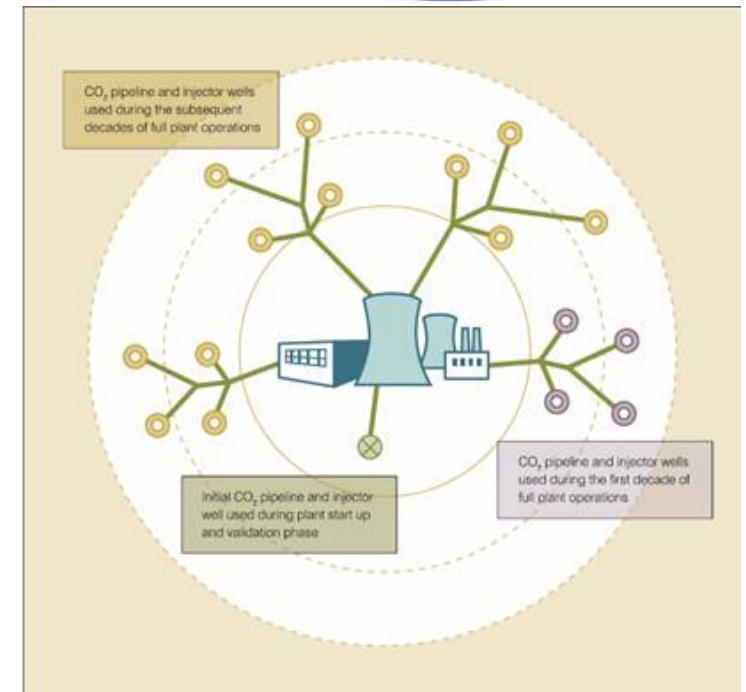 CO₂ pipeline and injector wells
used during the subsequent
decades of full plant operations
CO₂ pipeline and injector wells
used during the first decade of
full plant operations
Initial CO₂ pipeline and injector
well used during plant start up
and validation phase